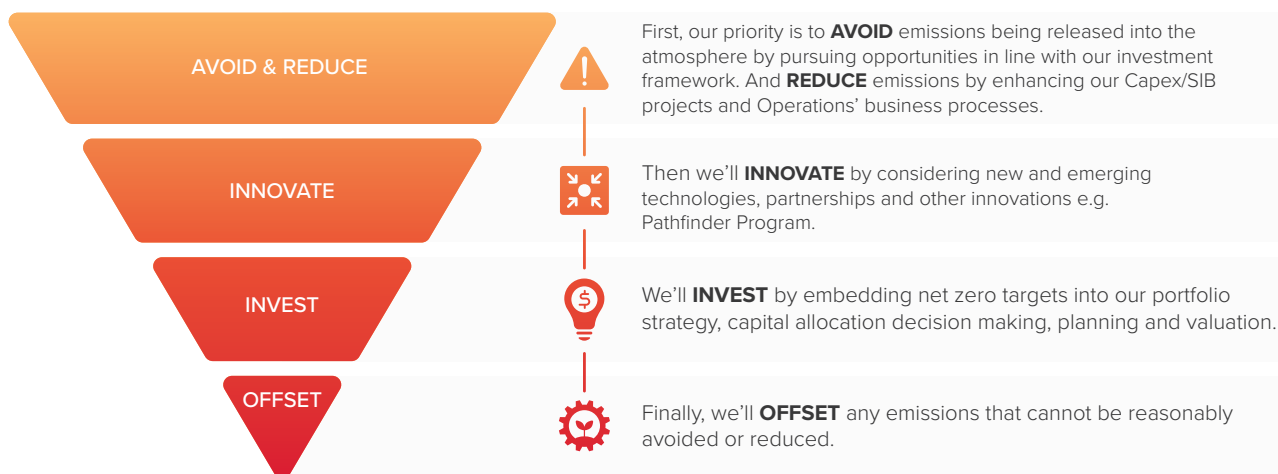 AVOID & REDUCE
First, our priority is to AVOID emissions being released into the
atmosphere by pursuing opportunities in line with our investment
framework. And REDUCE emissions by enhancing our Capex/SIB
projects and Operations’ business processes.
INNOVATE
Then we’ll INNOVATE by considering new and emerging
technologies, partnerships and other innovations e.g.
Pathfinder Program.
INVEST
$
We’ll INVEST by embedding net zero targets into our portfolio
strategy, capital allocation decision making, planning and valuation.
OFFSET
Finally, we’ll OFFSET any emissions that cannot be reasonably
avoided or reduced.